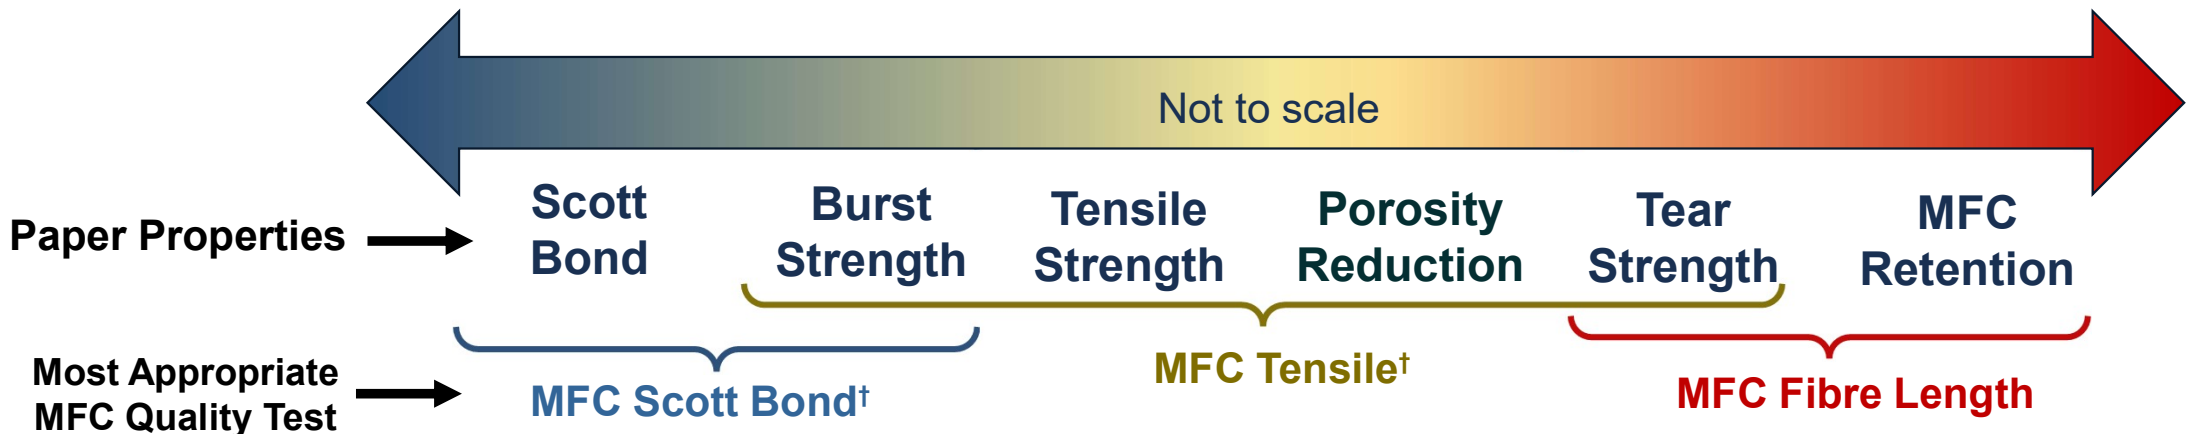 Not to scale
Paper Properties
Scott
Bond
Burst
Strength
Tensile
Strength
Porosity
Reduction
Tear
Strength
MFC
Retention
Most Appropriate
MFC Quality Test
MFC Scott Bond†
MFC Tensile†
MFC Fibre Length